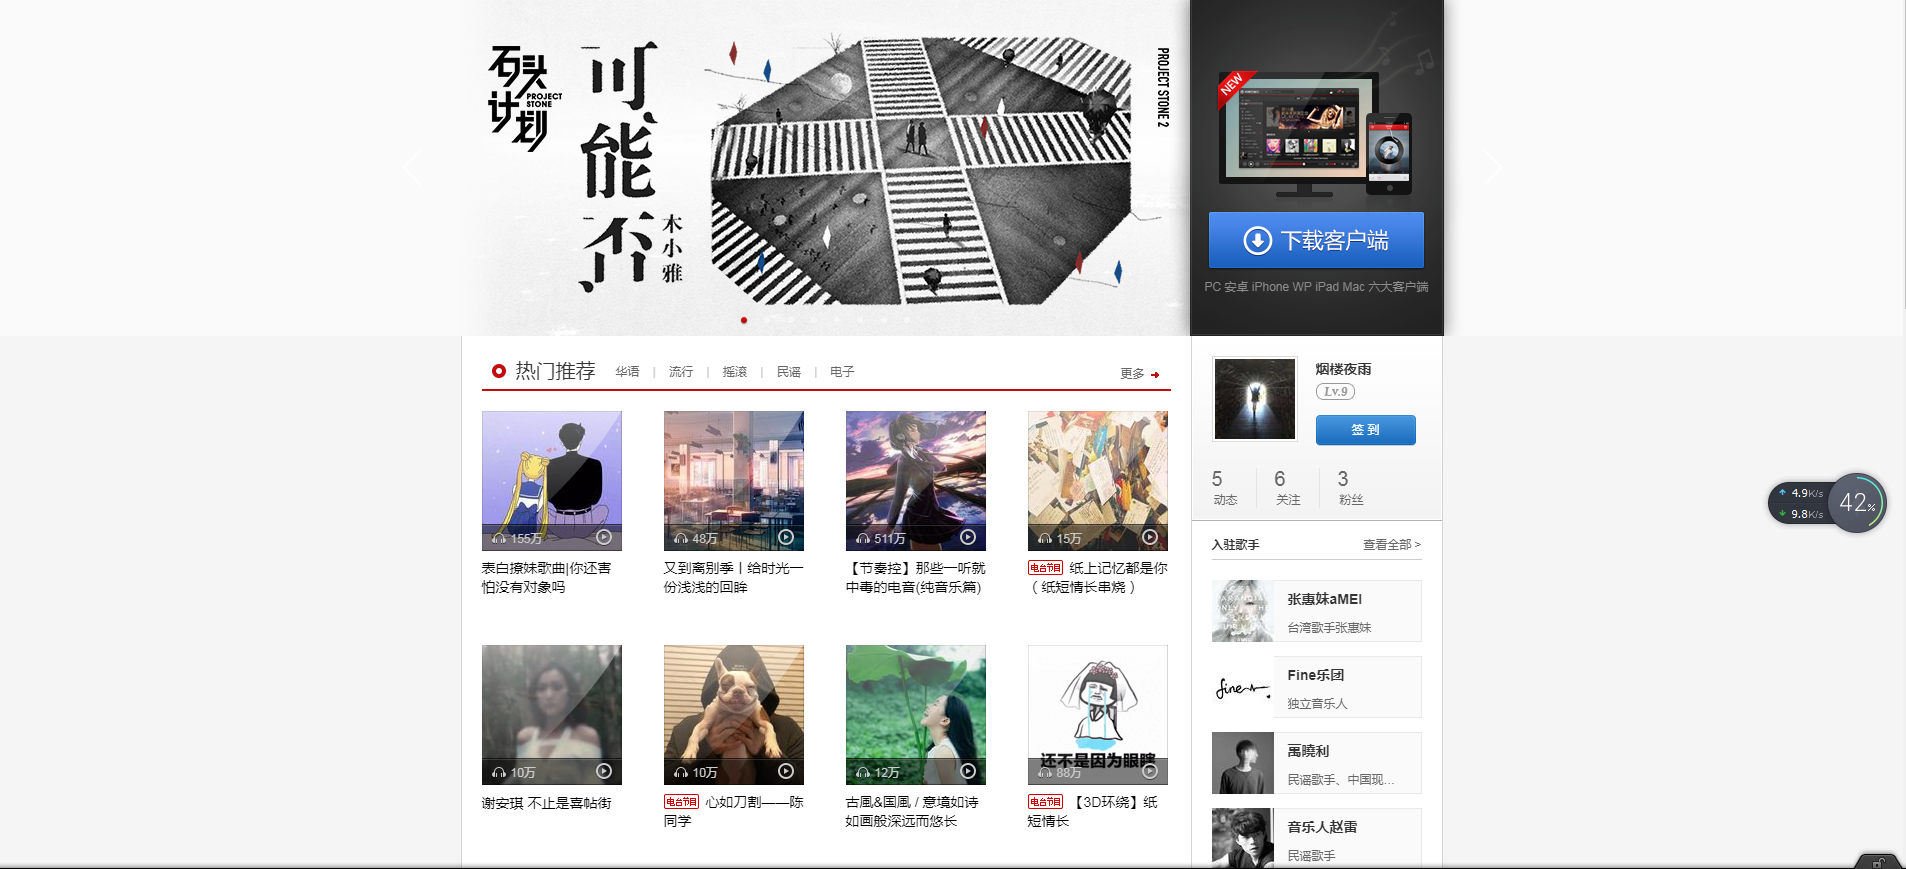 石头计划
PROJECT
STONE
可能否
木小雅
PROJECT STONE 2
NEW
下载客户端
PC 安卓 iPhone WP iPad Mac 六大客户端
热门推荐
华语 | 流行 | 摇滚 | 民谣 | 电子
更多
155万
48万
511万
15万
表白撩妹歌曲|你还害
怕没有对象吗
又到离别季丨给时光一
份浅浅的回眸
【节奏控】那些一听就
中毒的电音(纯音乐篇)
电台节目 纸上记忆都是你
（纸短情长串烧）
10万
10万
12万
还不是因为眼瞎
88万
谢安琪 不止是喜帖街
电台节目 心如刀割——陈
同学
古風&国風 / 意境如诗
如画般深远而悠长
电台节目 【3D环绕】纸
短情长
烟楼夜雨
Lv.9
签 到
5
动态
6
关注
3
粉丝
入驻歌手
查看全部 >
张惠妹aMEI
台湾歌手张惠妹
fine
Fine乐团
独立音乐人
萬曉利
民谣歌手、中国现...
音乐人赵雷
民谣歌手
4.9K/s
9.8K/s
42%